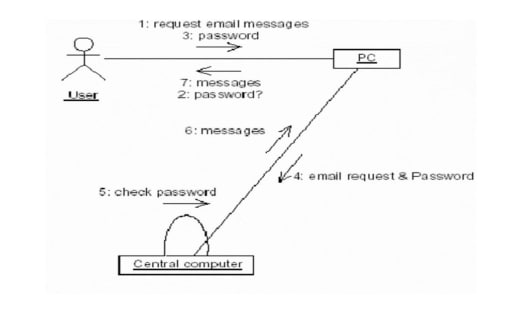 1: request email messages
3: password
User
PC
7: messages
2: password?
6: messages
4: email request & Password
5: check password
Central computer